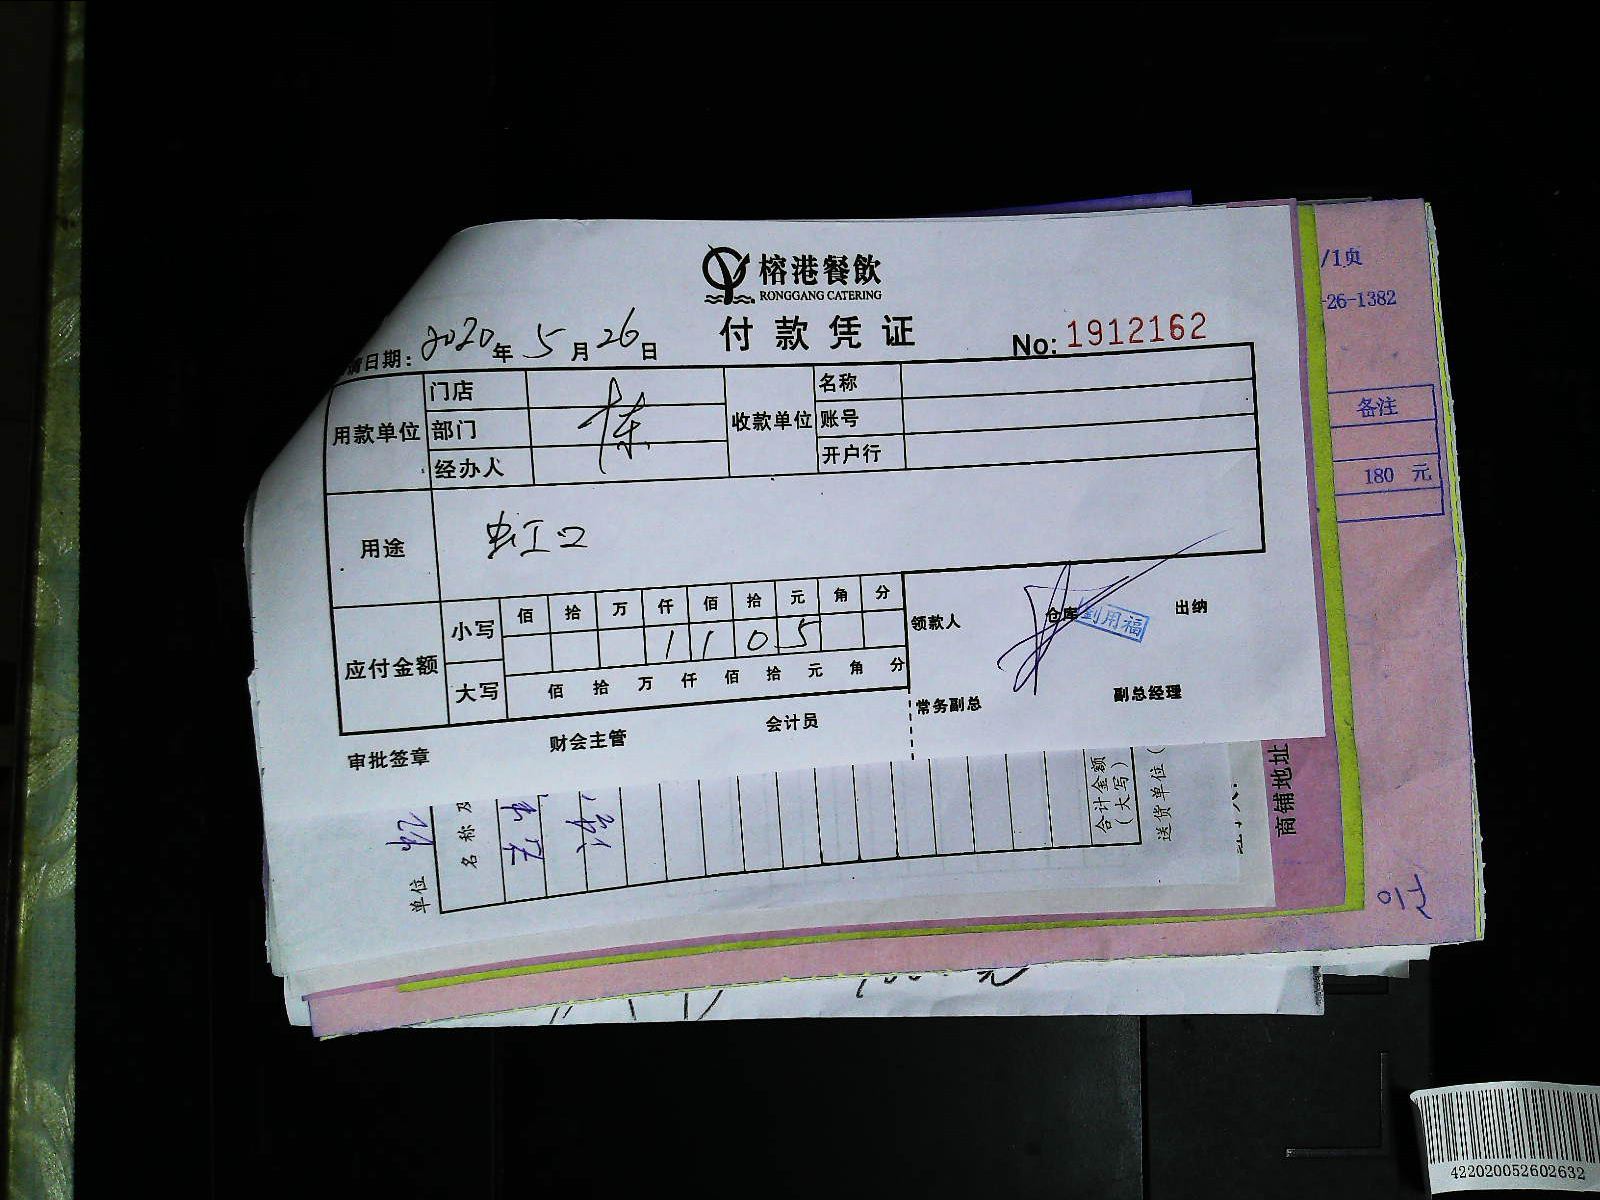 榕港餐飲
RONGGANG CATERING
付款凭证
No: 1912162
请日期: 2020年 5月 26日
用款单位 门店
部门
经办人
收款单位 名称
账号
开户行
用途 虹口
应付金额 小写 佰 拾 万 仟 佰 拾 元 角 分
1 1 0 5
大写 佰 拾 万 仟 佰 拾 元 角 分
领款人 仓库 出纳
常务副总 副总经理
审批签章 财会主管 会计员
/1页
-26-1382
备注
180 元
单位
名称及
合计金额
(大写)
送货单位(
商铺地址
422020052602632